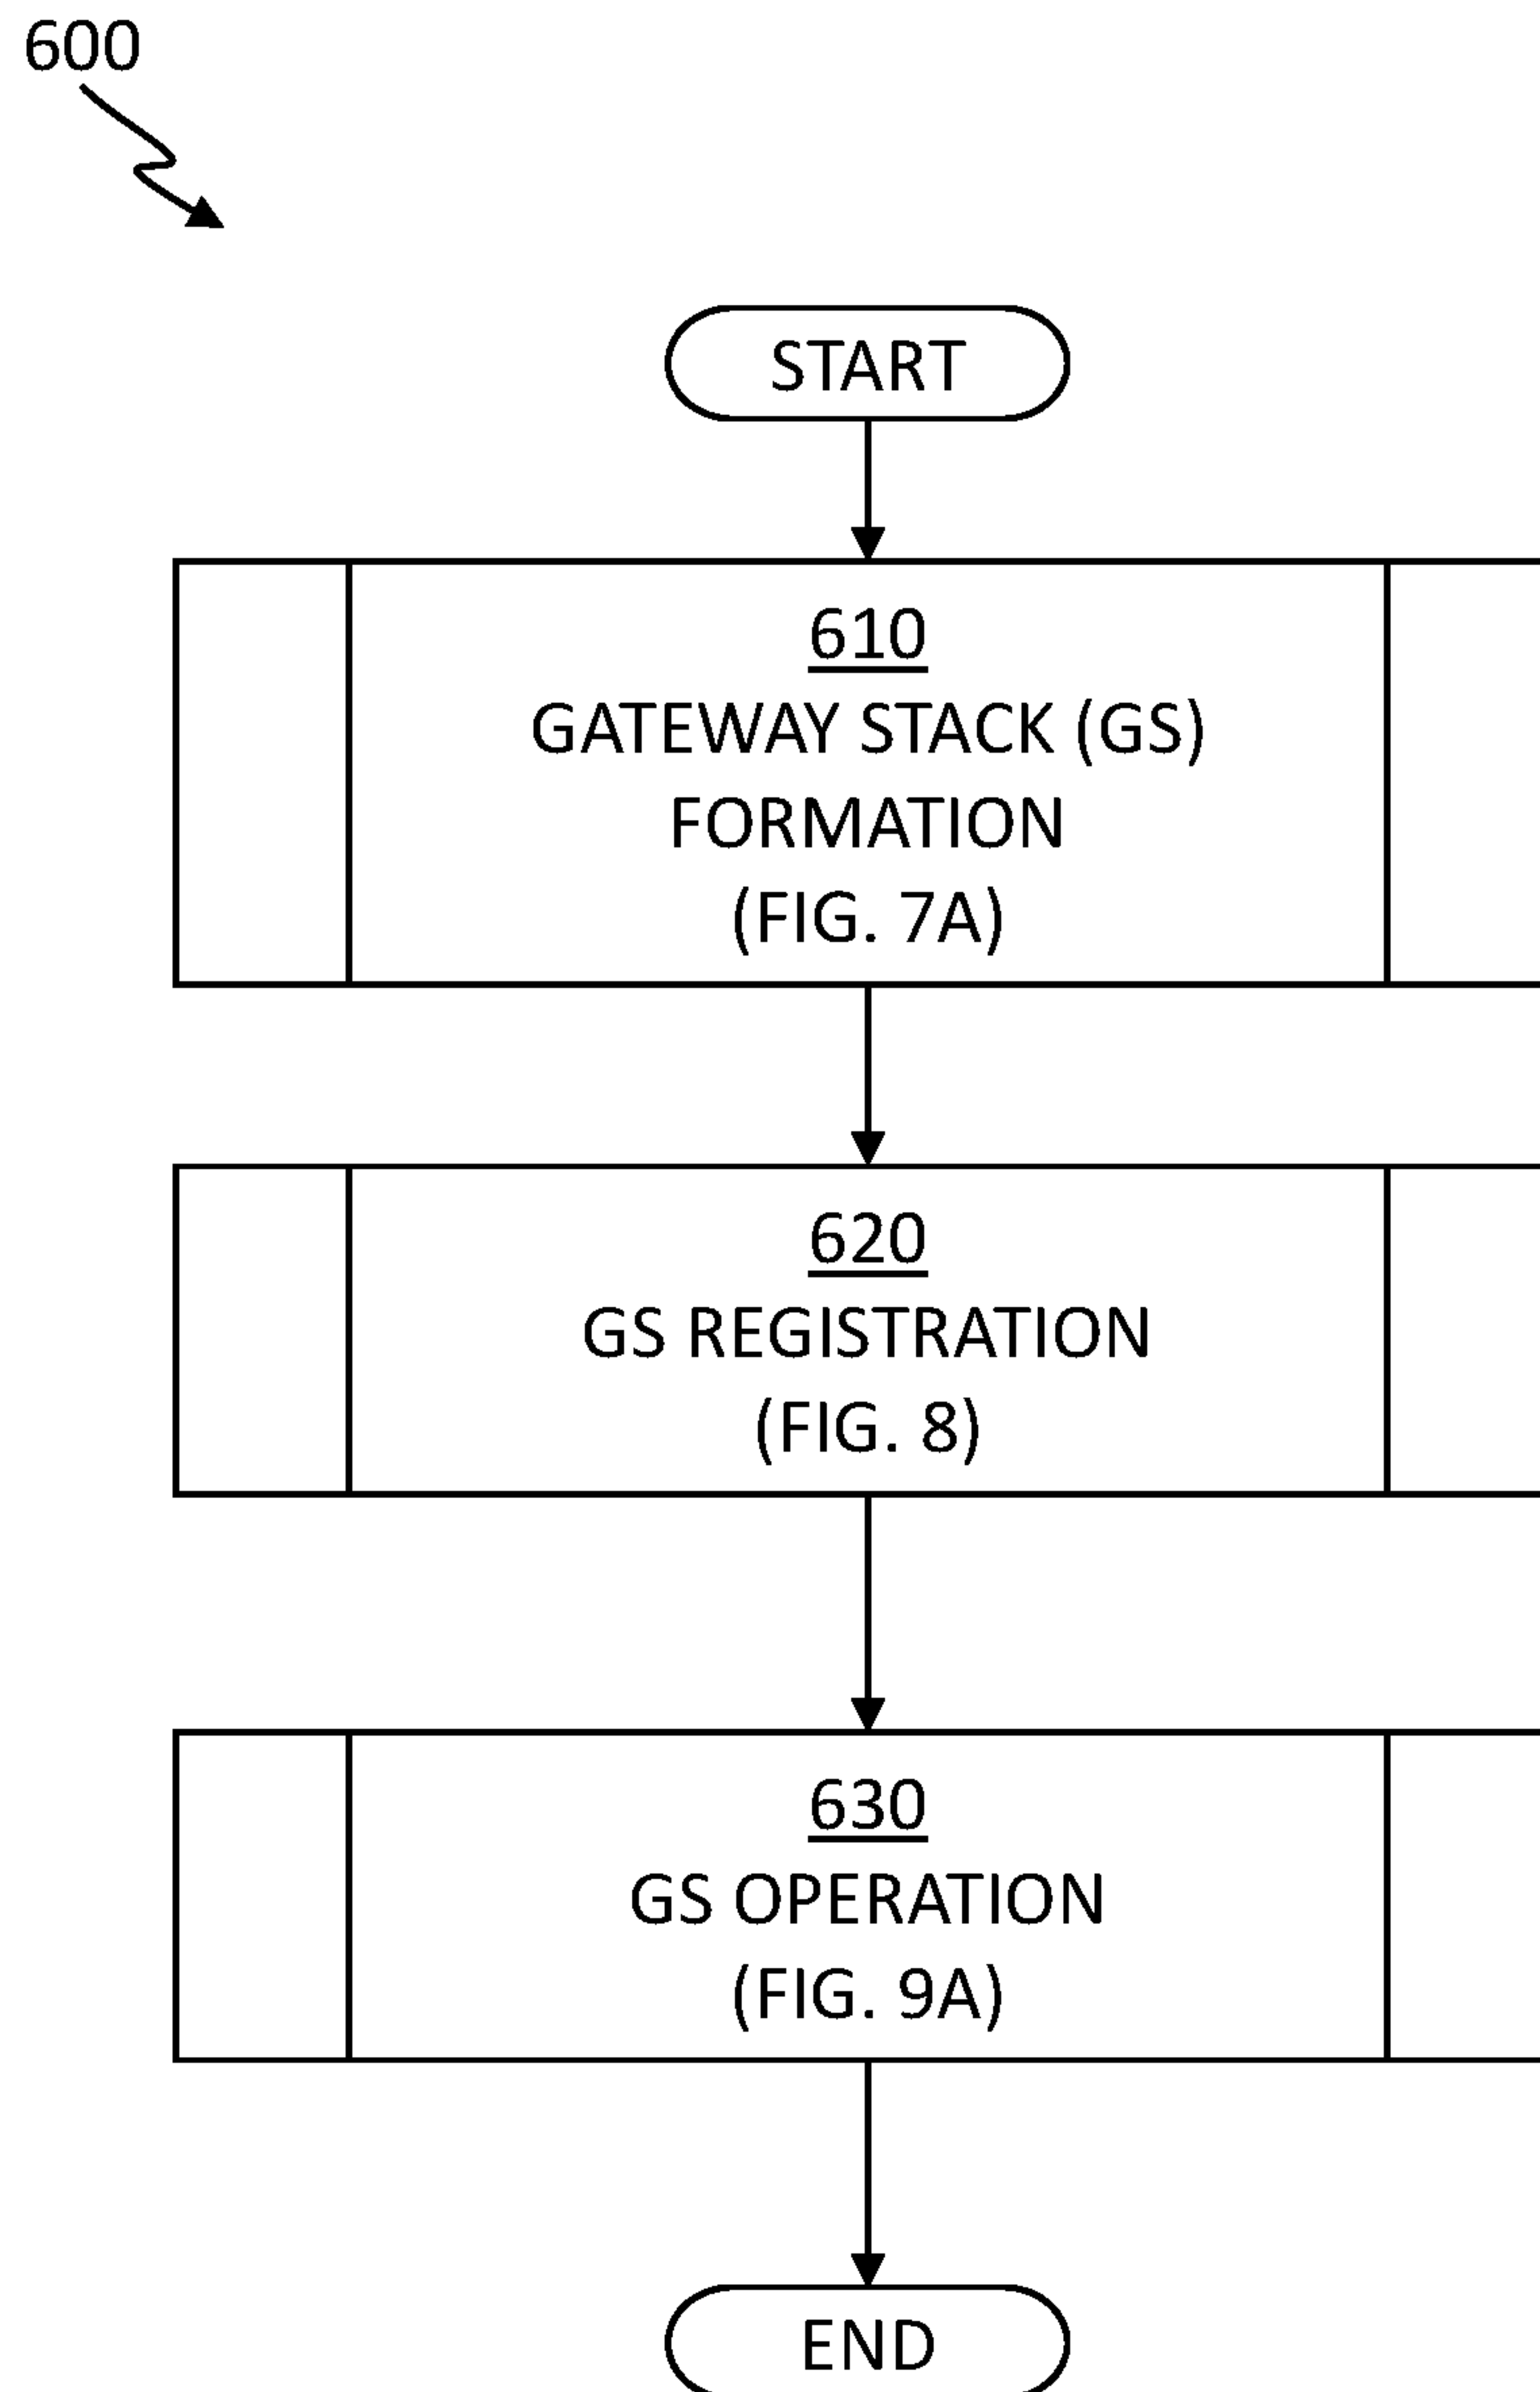 600
START
610
GATEWAY STACK (GS)
FORMATION
(FIG. 7A)
620
GS REGISTRATION
(FIG. 8)
630
GS OPERATION
(FIG. 9A)
END